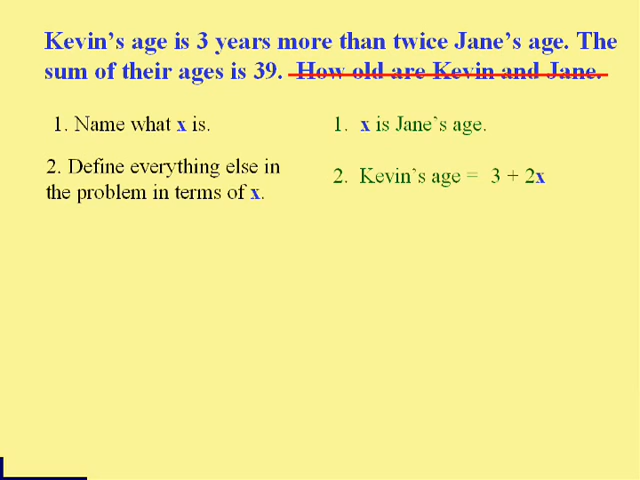 Kevin's age is 3 years more than twice Jane's age. The
sum of their ages is 39. How old are Kevin and Jane.
1. Name what x is.
1. x is Jane's age.
2. Define everything else in
the problem in terms of x.
2. Kevin's age = 3 + 2x